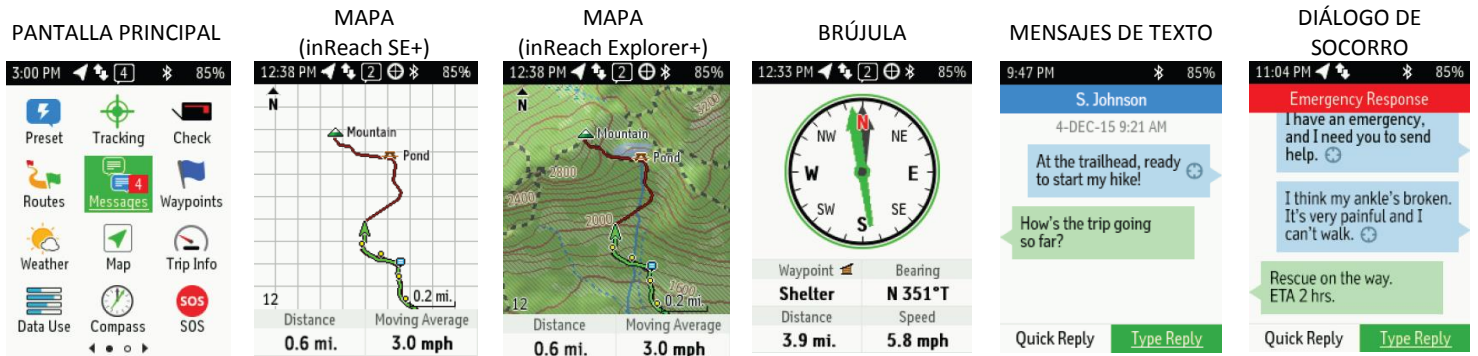 PANTALLA PRINCIPAL
3:00 PM 4 85%
Preset Tracking Check
4
Routes Messages Waypoints
Weather Map Trip Info
SOS
Data Use Compass SOS
MAPA
(inReach SE+)
12:38 PM 2 85%
N
Mountain
Pond
12 0.2 mi.
Distance Moving Average
0.6 mi. 3.0 mph
MAPA
(inReach Explorer+)
12:38 PM 2 85%
N
3200
Mountain
Pond
2800
2400
2000
1600
12 0.2 mi.
Distance Moving Average
0.6 mi. 3.0 mph
BRÚJULA
12:33 PM 2 85%
N
NW NE
W E
SW SE
S
Waypoint Bearing
Shelter N 351°T
Distance Speed
3.9 mi. 5.8 mph
MENSAJES DE TEXTO
9:47 PM 85%
S. Johnson
4-DEC-15 9:21 AM
At the trailhead, ready
to start my hike!
How's the trip going
so far?
Quick Reply Type Reply
DIÁLOGO DE
SOCORRO
11:04 PM 85%
Emergency Response
I have an emergency,
and I need you to send
help.
I think my ankle's broken.
It's very painful and I
can't walk.
Rescue on the way.
ETA 2 hrs.
Quick Reply Type Reply